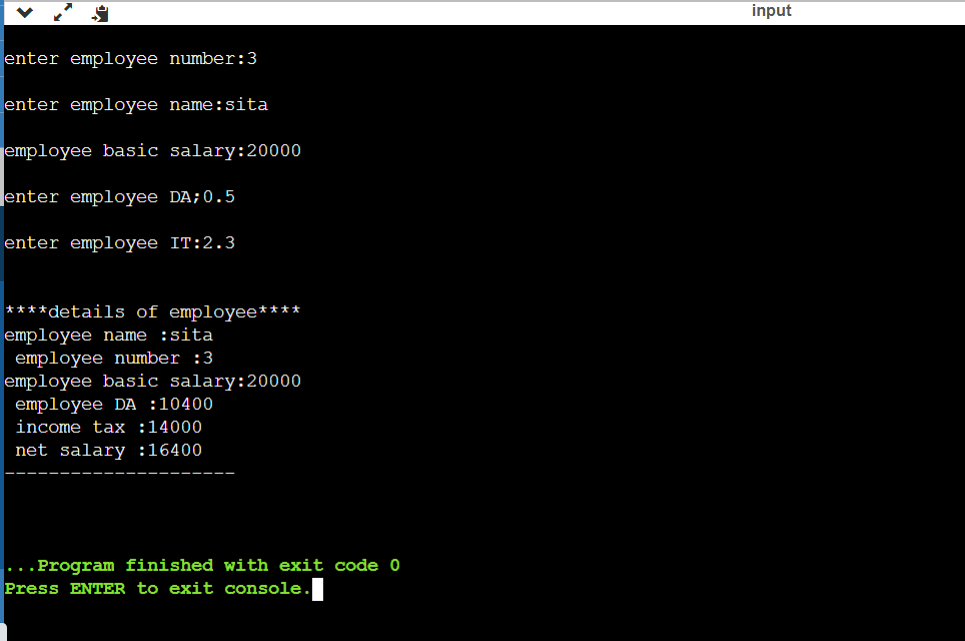 input
enter employee number:3
enter employee name:sita
employee basic salary:20000
enter employee DA;0.5
enter employee IT:2.3
****details of employee****
employee name :sita
employee number :3
employee basic salary:20000
employee DA :10400
income tax :14000
net salary :16400
---------------------
...Program finished with exit code 0
Press ENTER to exit console.